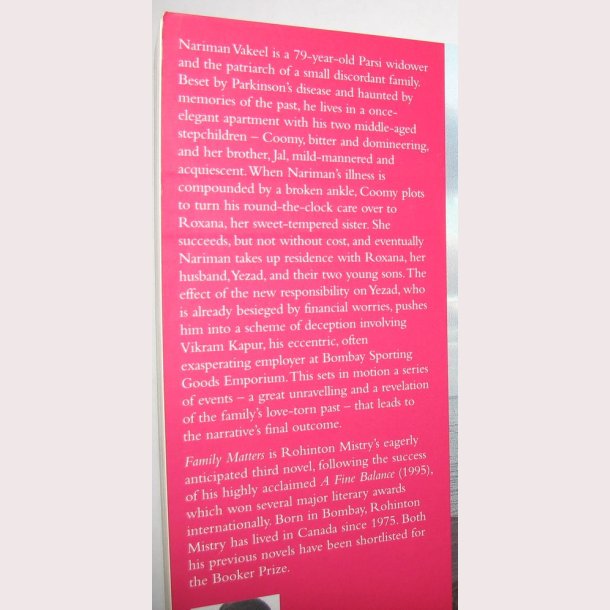 Nariman Vakeel is a 79-year-old Parsi widower
and the patriarch of a small discordant family.
Beset by Parkinson's disease and haunted by
memories of the past, he lives in a once-
elegant apartment with his two middle-aged
stepchildren – Coomy, bitter and domineering,
and her brother, Jal, mild-mannered and
acquiescent. When Nariman's illness is
compounded by a broken ankle, Coomy plots
to turn his round-the-clock care over to
Roxana, her sweet-tempered sister. She
succeeds, but not without cost, and eventually
Nariman takes up residence with Roxana, her
husband, Yezad, and their two young sons. The
effect of the new responsibility on Yezad, who
is already besieged by financial worries, pushes
him into a scheme of deception involving
Vikram Kapur, his eccentric, often
exasperating employer at Bombay Sporting
Goods Emporium. This sets in motion a series
of events – a great unravelling and a revelation
of the family's love-torn past – that leads to
the narrative's final outcome.
Family Matters is Rohinton Mistry's eagerly
anticipated third novel, following the success
of his highly acclaimed A Fine Balance (1995),
which won several major literary awards
internationally. Born in Bombay, Rohinton
Mistry has lived in Canada since 1975. Both
his previous novels have been shortlisted for
the Booker Prize.